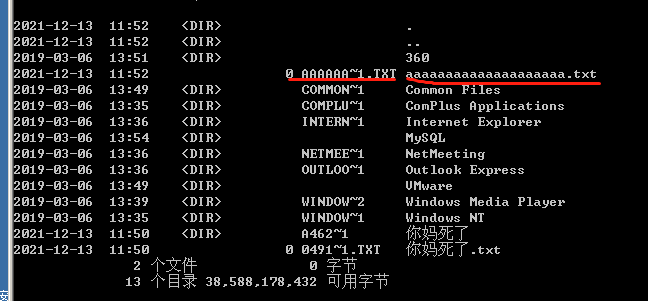 2021-12-13  11:52    <DIR>                       .
2021-12-13  11:52    <DIR>                       ..
2019-03-06  13:51    <DIR>                       360
2021-12-13  11:52                 0 AAAAAA~1.TXT aaaaaaaaaaaaaaaaaaaa.txt
2019-03-06  13:49    <DIR>          COMMON~1     Common Files
2019-03-06  13:35    <DIR>          COMPLU~1     ComPlus Applications
2019-03-06  13:36    <DIR>          INTERN~1     Internet Explorer
2019-03-06  13:54    <DIR>                       MySQL
2019-03-06  13:36    <DIR>          NETMEE~1     NetMeeting
2019-03-06  13:36    <DIR>          OUTLOO~1     Outlook Express
2019-03-06  13:49    <DIR>                       VMware
2019-03-06  13:39    <DIR>          WINDOW~2     Windows Media Player
2019-03-06  13:35    <DIR>          WINDOW~1     Windows NT
2021-12-13  11:50    <DIR>          A462~1       你妈死了
2021-12-13  11:50                 0 0491~1.TXT   你妈死了.txt
2 个文件              0 字节
13 个目录 38,588,178,432 可用字节